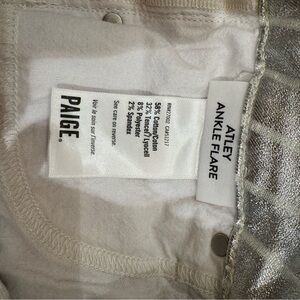 ATLEY
ANKLE FLARE
58% Cotton/Coton
32% Tencel Lyocell
8% Polyester
2% Spandex
See care on reverse.
Voir le soin sur l'inverse.
PAIGE®